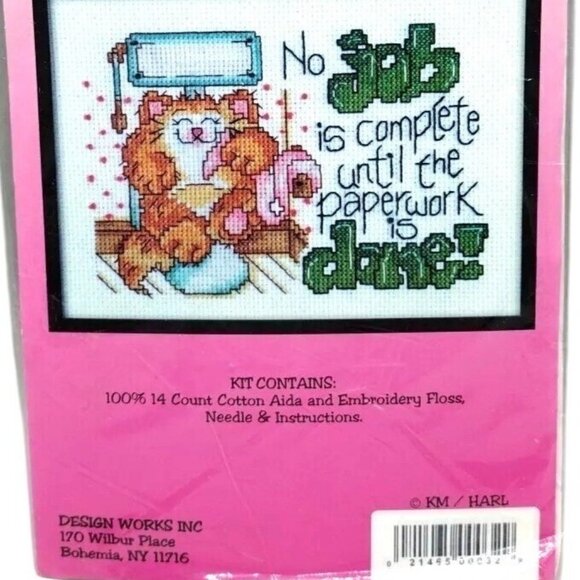 No job
is complete
until the
paperwork
is
done!
KIT CONTAINS:
100% 14 Count Cotton Aida and Embroidery Floss,
Needle & Instructions.
© KM / HARL
DESIGN WORKS INC
170 Wilbur Place
Bohemia, NY 11716